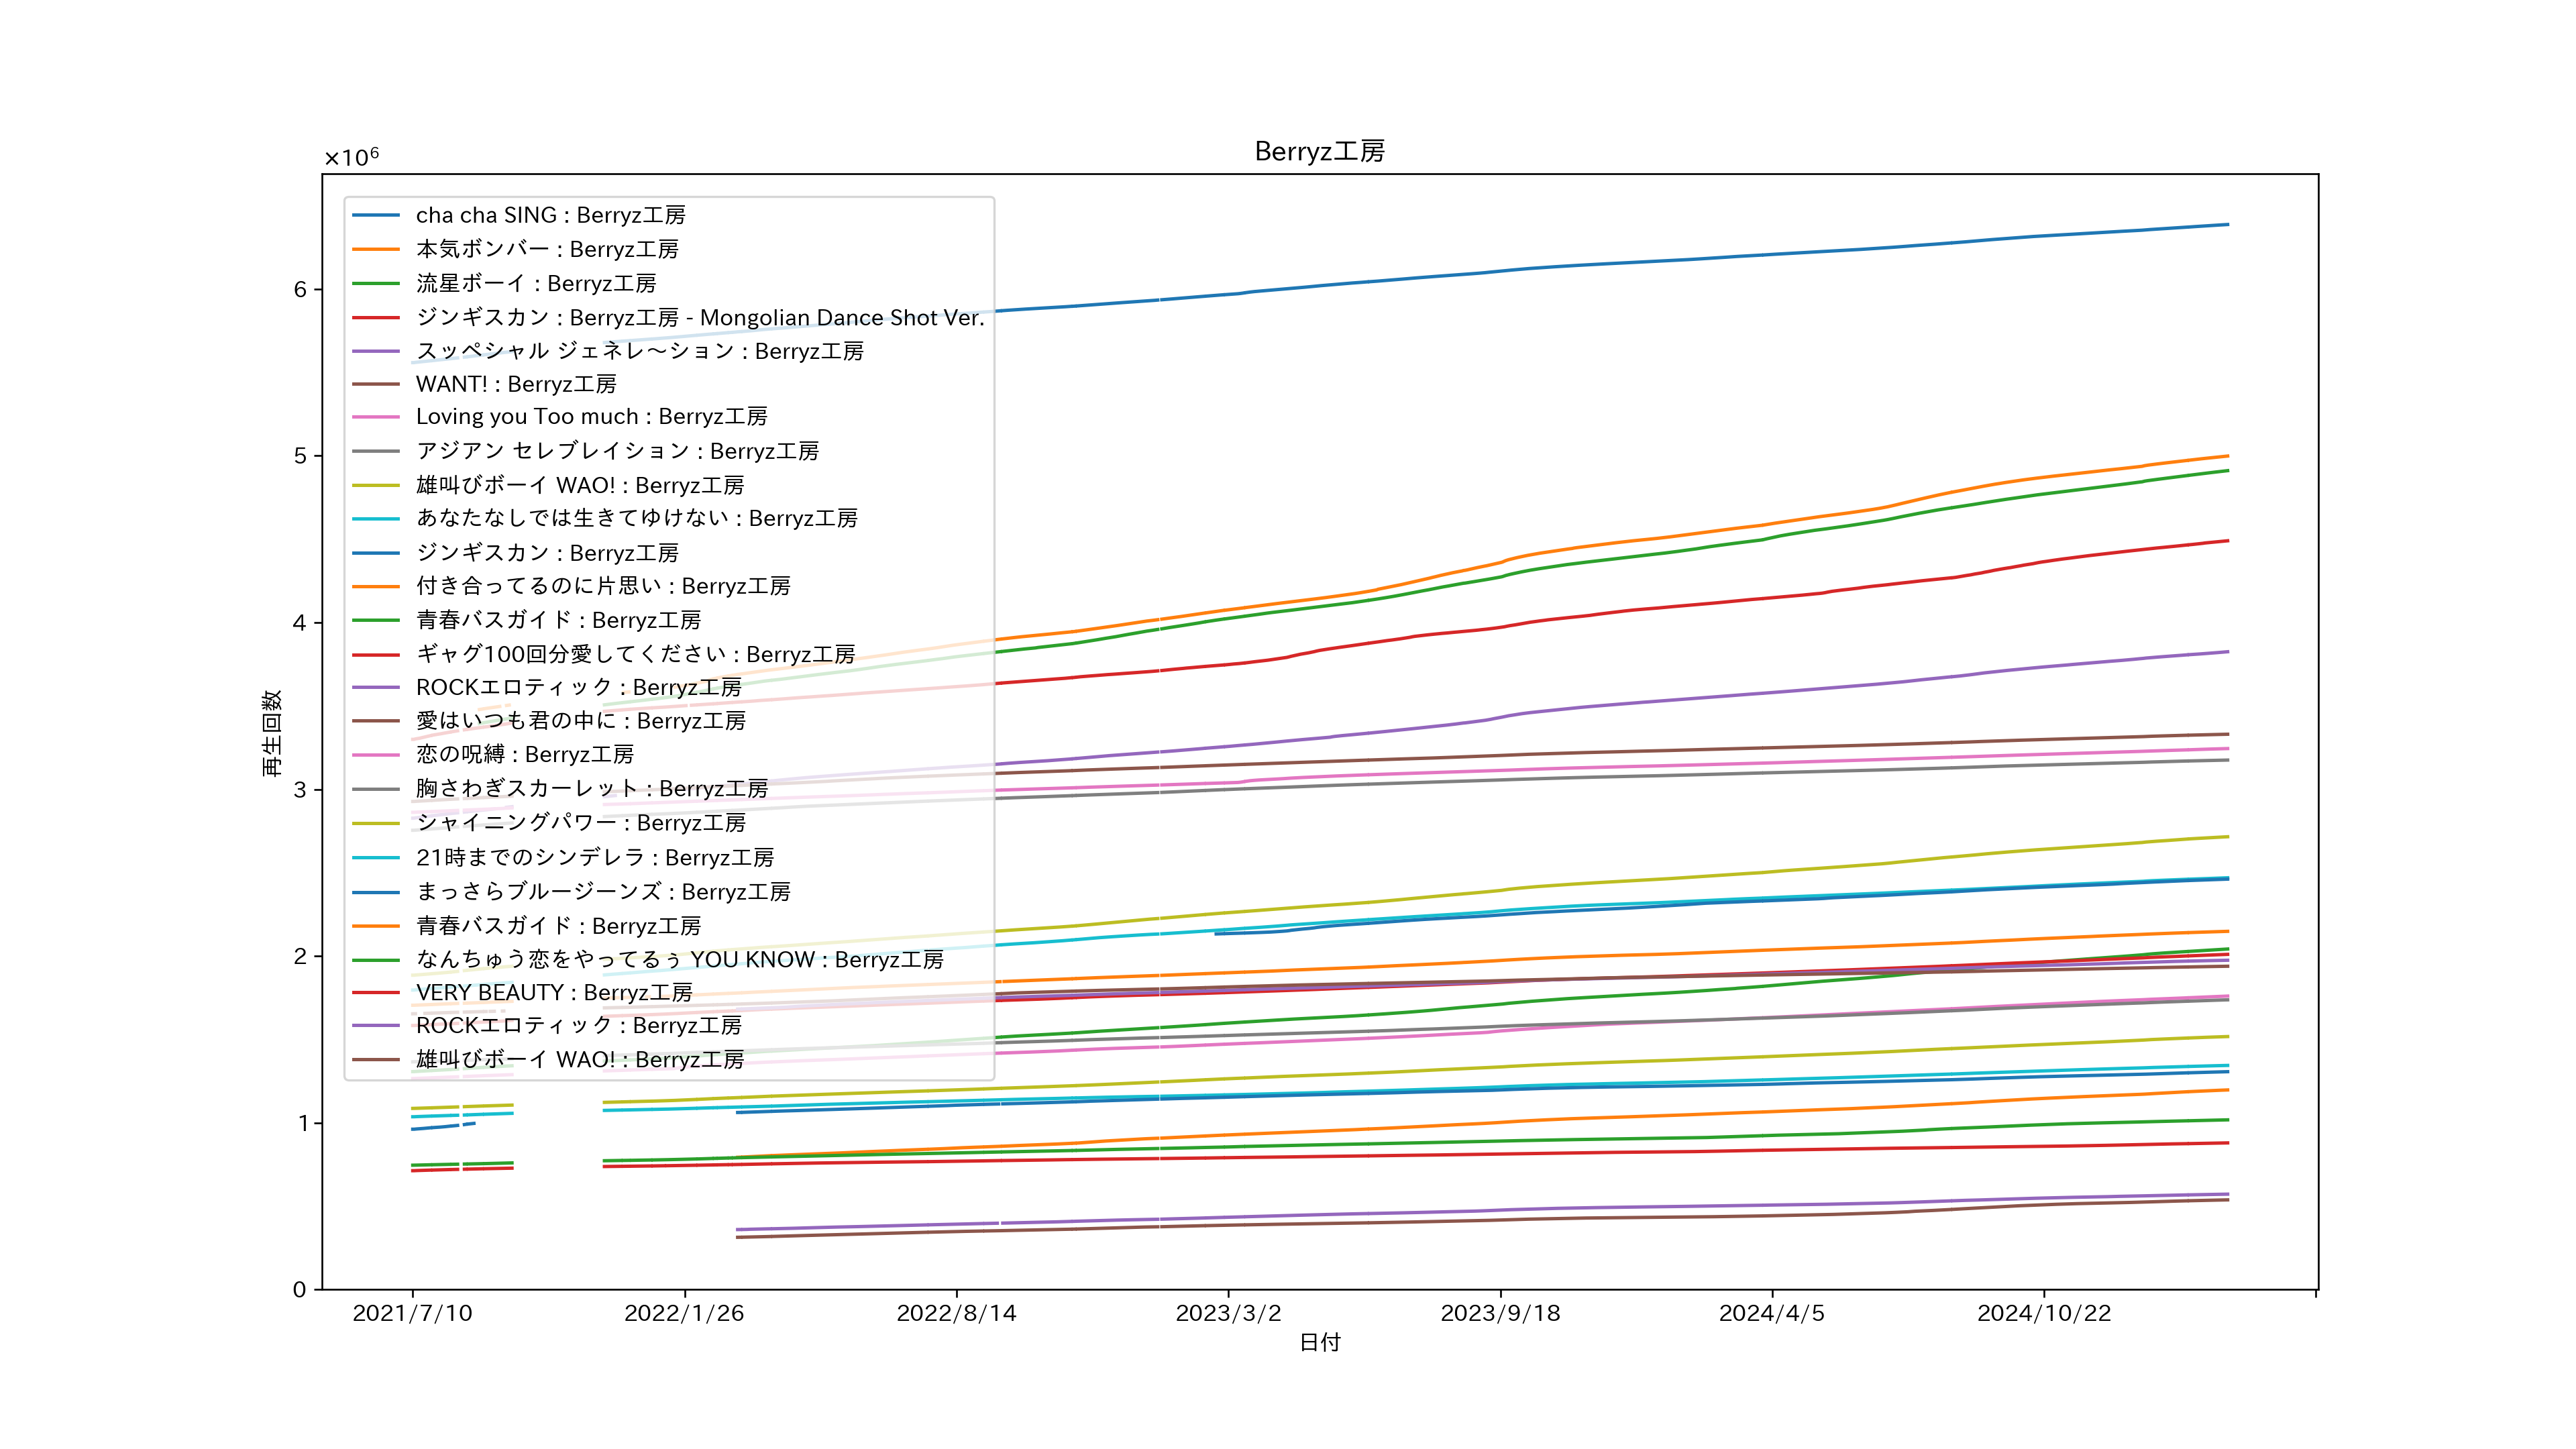 Berryz工房
×10⁶
cha cha SING : Berryz工房
本気ボンバー : Berryz工房
流星ボーイ : Berryz工房
ジンギスカン : Berryz工房 - Mongolian Dance Shot Ver.
スッペシャル ジェネレ～ション : Berryz工房
WANT! : Berryz工房
Loving you Too much : Berryz工房
アジアン セレブレイション : Berryz工房
雄叫びボーイ WAO! : Berryz工房
あなたなしでは生きてゆけない : Berryz工房
ジンギスカン : Berryz工房
付き合ってるのに片思い : Berryz工房
青春バスガイド : Berryz工房
ギャグ100回分愛してください : Berryz工房
ROCKエロティック : Berryz工房
愛はいつも君の中に : Berryz工房
恋の呪縛 : Berryz工房
胸さわぎスカーレット : Berryz工房
シャイニングパワー : Berryz工房
21時までのシンデレラ : Berryz工房
まっさらブルージーンズ : Berryz工房
青春バスガイド : Berryz工房
なんちゅう恋をやってるぅ YOU KNOW : Berryz工房
VERY BEAUTY : Berryz工房
ROCKエロティック : Berryz工房
雄叫びボーイ WAO! : Berryz工房
6
5
4
3
2
1
0
再生回数
2021/7/10 2022/1/26 2022/8/14 2023/3/2 2023/9/18 2024/4/5 2024/10/22
日付